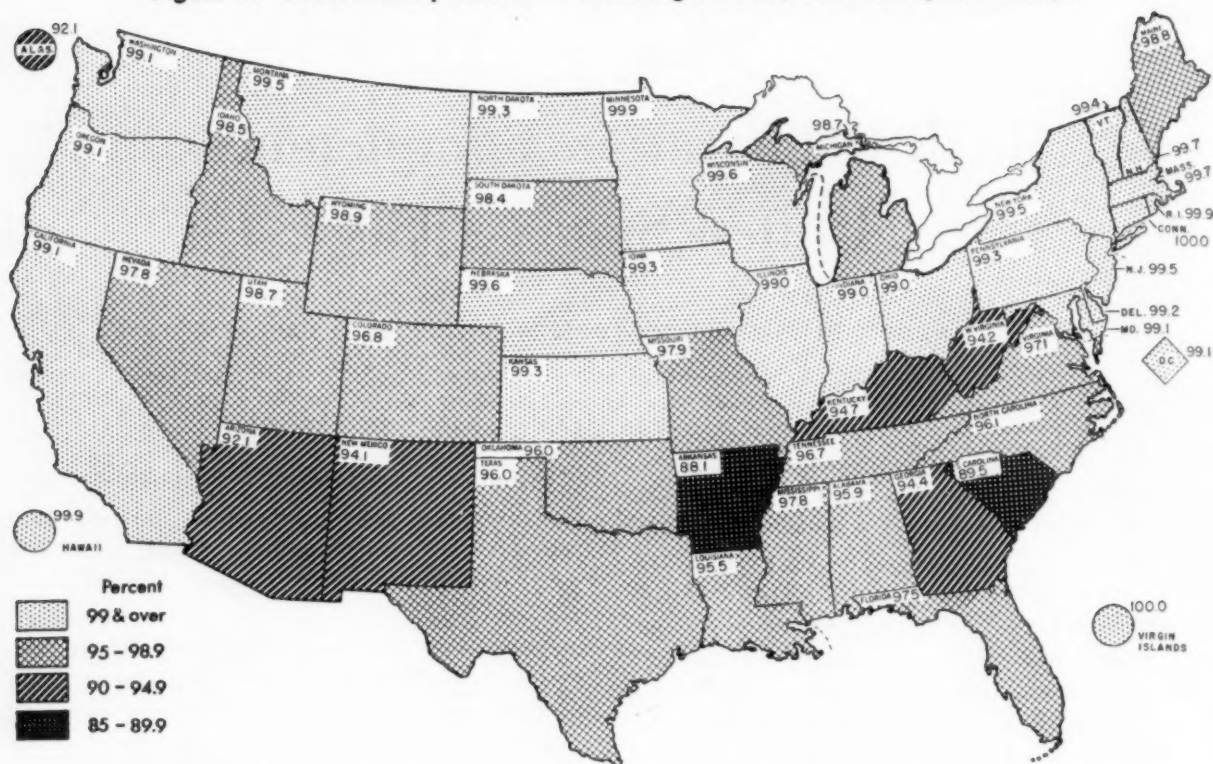 92.1
ALAS.
WASHINGTON
99.1
MONTANA
99.5
NORTH DAKOTA
99.3
MINNESOTA
99.9
MAINE
98.8
OREGON
99.1
IDAHO
98.5
WYOMING
98.9
SOUTH DAKOTA
98.4
WISCONSIN
99.6
98.7
MICHIGAN
99.4
VT.
N.H.
99.7
MASS.
99.7
NEW YORK
99.5
R.I. 99.9
CONN.
100.0
CALIFORNIA
99.1
NEVADA
97.8
UTAH
98.7
COLORADO
96.8
NEBRASKA
99.6
IOWA
99.3
ILLINOIS
99.0
INDIANA
99.0
OHIO
99.0
PENNSYLVANIA
99.3
N.J. 99.5
DEL. 99.2
MD. 99.1
D.C.
99.1
KANSAS
99.3
MISSOURI
97.9
W. VIRGINIA
94.2
VIRGINIA
97.1
KENTUCKY
94.7
ARIZONA
92.1
NEW MEXICO
94.1
OKLAHOMA 96.0
TEXAS
96.0
ARKANSAS
88.1
TENNESSEE
96.7
NORTH CAROLINA
96.1
S. CAROLINA
89.5
MISSISSIPPI
97.8
ALABAMA
95.9
GEORGIA
94.4
LOUISIANA
95.5
FLORIDA 97.5
99.9
HAWAII
100.0
VIRGIN
ISLANDS
Percent
99 & over
95 - 98.9
90 - 94.9
85 - 89.9